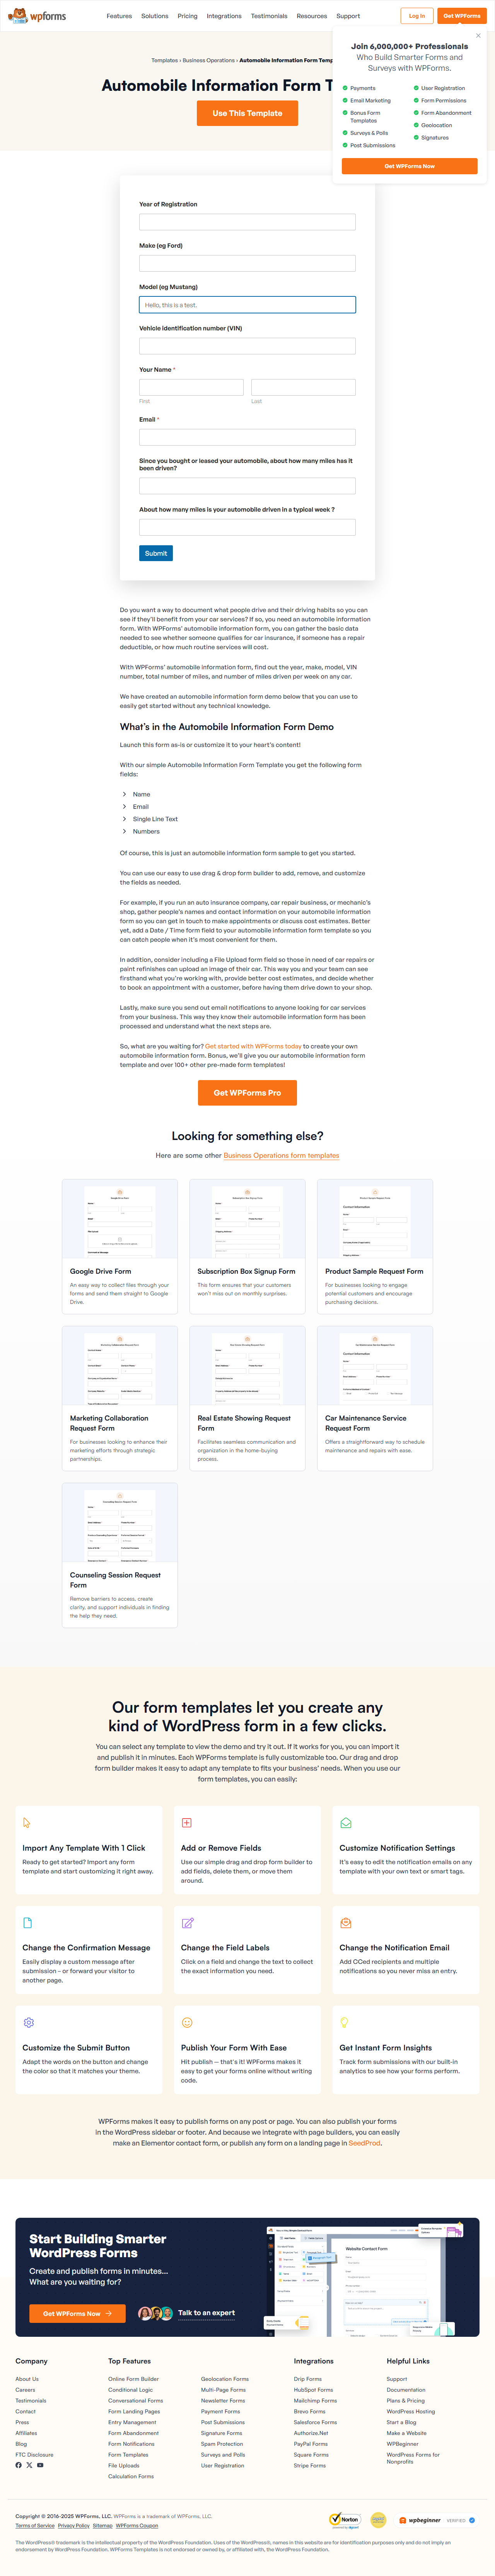 wpforms
Features Solutions Pricing Integrations Testimonials Resources Support
Log In Get WPForms
Join 6,000,000+ Professionals
Who Build Smarter Forms and
Surveys with WPForms.
Payments
Email Marketing
Bonus Form
Templates
Surveys & Polls
Post Submissions
User Registration
Form Permissions
Form Abandonment
Geolocation
Signatures
Get WPForms Now
Templates › Business Operations › Automobile Information Form Temp
Automobile Information Form T
Use This Template
Year of Registration
Make (eg Ford)
Model (eg Mustang)
Hello, this is a test.
Vehicle identification number (VIN)
Your Name *
First Last
Email *
Since you bought or leased your automobile, about how many miles has it
been driven?
About how many miles is your automobile driven in a typical week ?
Submit
Do you want a way to document what people drive and their driving habits so you can
see if they'll benefit from your car services? If so, you need an automobile information
form. With WPForms' automobile information form, you can gather the basic data
needed to see whether someone qualifies for car insurance, if someone has a repair
deductible, or how much routine services will cost.
With WPForms' automobile information form, find out the year, make, model, VIN
number, total number of miles, and number of miles driven per week on any car.
We have created an automobile information form demo below that you can use to
easily get started without any technical knowledge.
What's in the Automobile Information Form Demo
Launch this form as-is or customize it to your heart's content!
With our simple Automobile Information Form Template you get the following form
fields:
Name
Email
Single Line Text
Numbers
Of course, this is just an automobile information form sample to get you started.
You can use our easy to use drag & drop form builder to add, remove, and customize
the fields as needed.
For example, if you run an auto insurance company, car repair business, or mechanic's
shop, gather people's names and contact information on your automobile information
form so you can get in touch to make appointments or discuss cost estimates. Better
yet, add a Date / Time form field to your automobile information form template so you
can catch people when it's most convenient for them.
In addition, consider including a File Upload form field so those in need of car repairs or
paint refinishes can upload an image of their car. This way you and your team can see
firsthand what you're working with, provide better cost estimates, and decide whether
to book an appointment with a customer, before having them drive down to your shop.
Lastly, make sure you send out email notifications to anyone looking for car services
from your business. This way they know their automobile information form has been
processed and understand what the next steps are.
So, what are you waiting for? Get started with WPForms today to create your own
automobile information form. Bonus, we'll give you our automobile information form
template and over 100+ other pre-made form templates!
Get WPForms Pro
Looking for something else?
Here are some other Business Operations form templates
Google Drive Form
An easy way to collect files through your
forms and send them straight to Google
Drive.
Subscription Box Signup Form
This form ensures that your customers
won't miss out on monthly surprises.
Product Sample Request Form
For businesses looking to engage
potential customers and encourage
purchasing decisions.
Marketing Collaboration
Request Form
For businesses looking to enhance their
marketing efforts through strategic
partnerships.
Real Estate Showing Request
Form
Facilitates seamless communication and
organization in the home-buying
process.
Car Maintenance Service
Request Form
Offers a straightforward way to schedule
maintenance and repairs with ease.
Counseling Session Request
Form
Remove barriers to access, create
clarity, and support individuals in finding
the help they need.
Our form templates let you create any
kind of WordPress form in a few clicks.
You can select any template to view the demo and try it out. If it works for you, you can import it
and publish it in minutes. Each WPForms template is fully customizable too. Our drag and drop
form builder makes it easy to adapt any template to fits your business' needs. When you use our
form templates, you can easily:
Import Any Template With 1 Click
Ready to get started? Import any form
template and start customizing it right away.
Add or Remove Fields
Use our simple drag and drop form builder to
add fields, delete them, or move them
around.
Customize Notification Settings
It's easy to edit the notification emails on any
template with your own text or smart tags.
Change the Confirmation Message
Easily display a custom message after
submission – or forward your visitor to
another page.
Change the Field Labels
Click on a field and change the text to collect
the exact information you need.
Change the Notification Email
Add CCed recipients and multiple
notifications so you never miss an entry.
Customize the Submit Button
Adapt the words on the button and change
the color so that it matches your theme.
Publish Your Form With Ease
Hit publish — that's it! WPForms makes it
easy to get your forms online without writing
code.
Get Instant Form Insights
Track form submissions with our built-in
analytics to see how your forms perform.
WPForms makes it easy to publish forms on any post or page. You can also publish your forms
in the WordPress sidebar or footer. And because we integrate with page builders, you can easily
make an Elementor contact form, or publish any form on a landing page in SeedProd.
Start Building Smarter
WordPress Forms
Create and publish forms in minutes...
What are you waiting for?
Get WPForms Now Talk to an expert
Website Contact Form
Company
About Us
Careers
Testimonials
Contact
Press
Affiliates
Blog
FTC Disclosure
Top Features
Online Form Builder
Conditional Logic
Conversational Forms
Form Landing Pages
Entry Management
Form Abandonment
Form Notifications
Form Templates
File Uploads
Calculation Forms
Geolocation Forms
Multi-Page Forms
Newsletter Forms
Payment Forms
Post Submissions
Signature Forms
Spam Protection
Surveys and Polls
User Registration
Integrations
Drip Forms
HubSpot Forms
Mailchimp Forms
Brevo Forms
Salesforce Forms
Authorize.Net
PayPal Forms
Square Forms
Stripe Forms
Helpful Links
Support
Documentation
Plans & Pricing
WordPress Hosting
Start a Blog
Make a Website
WPBeginner
WordPress Forms for
Nonprofits
Copyright © 2016-2025 WPForms, LLC. WPForms is a trademark of WPForms, LLC.
Terms of Service Privacy Policy Sitemap WPForms Coupon
Norton
wpbeginner VERIFIED
The WordPress® trademark is the intellectual property of the WordPress Foundation. Uses of the WordPress®, names in this website are for identification purposes only and do not imply an
endorsement by WordPress Foundation. WPForms Templates is not endorsed or owned by, or affiliated with, the WordPress Foundation.